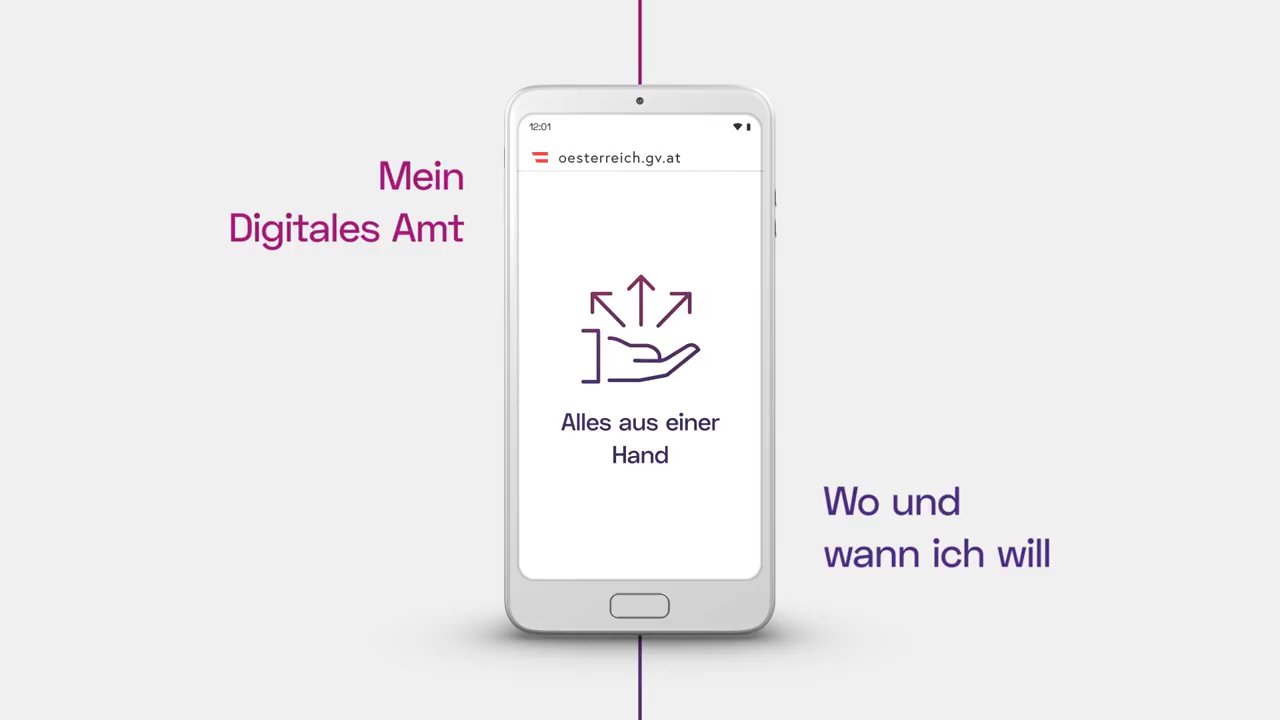 12:01
oesterreich.gv.at
Mein
Digitales Amt
Alles aus einer
Hand
Wo und
wann ich will